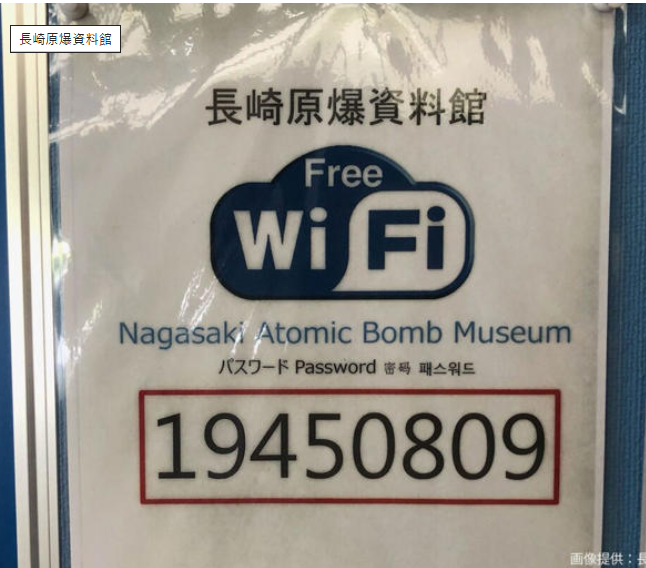 長崎原爆資料館
長崎原爆資料館
Free
Wi Fi
Nagasaki Atomic Bomb Museum
パスワード Password 密码 패스워드
19450809
画像提供：長